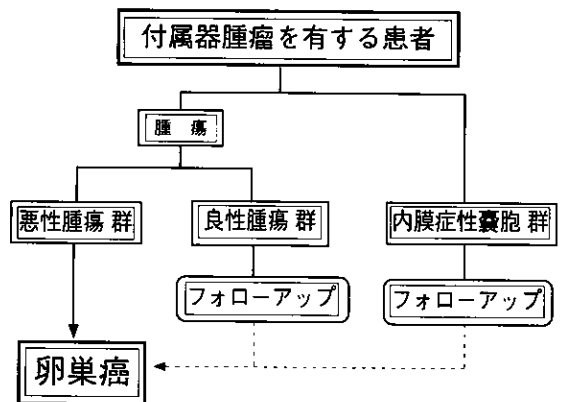 付属器腫瘤を有する患者
腫 瘍
悪性腫瘍 群
良性腫瘍 群
内膜症性嚢胞 群
フォローアップ
フォローアップ
卵巣癌